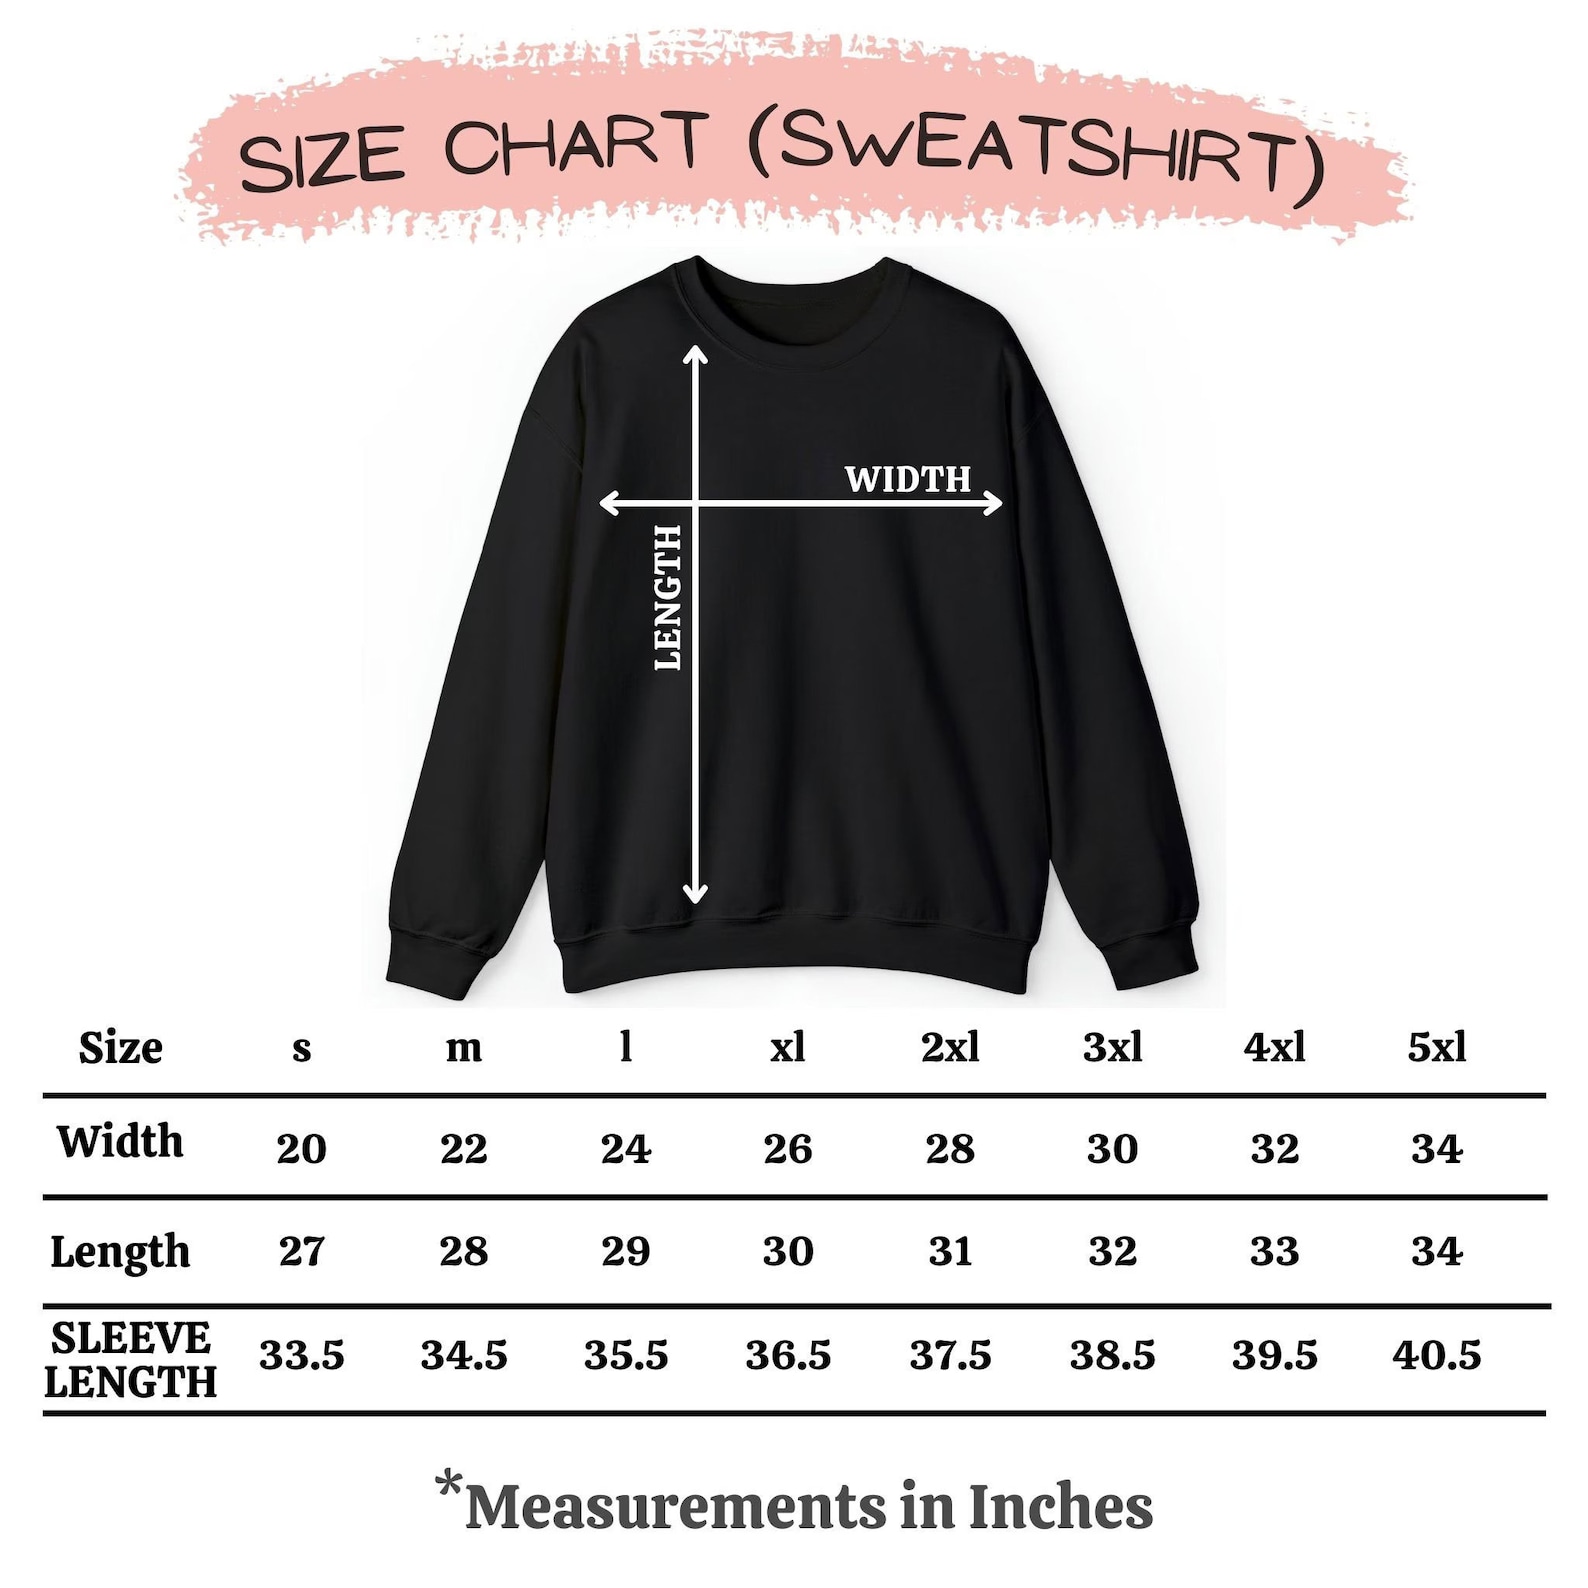 SIZE CHART (SWEATSHIRT)
WIDTH
LENGTH
Size s m l xl 2xl 3xl 4xl 5xl
Width 20 22 24 26 28 30 32 34
Length 27 28 29 30 31 32 33 34
SLEEVE
LENGTH 33.5 34.5 35.5 36.5 37.5 38.5 39.5 40.5
*Measurements in Inches